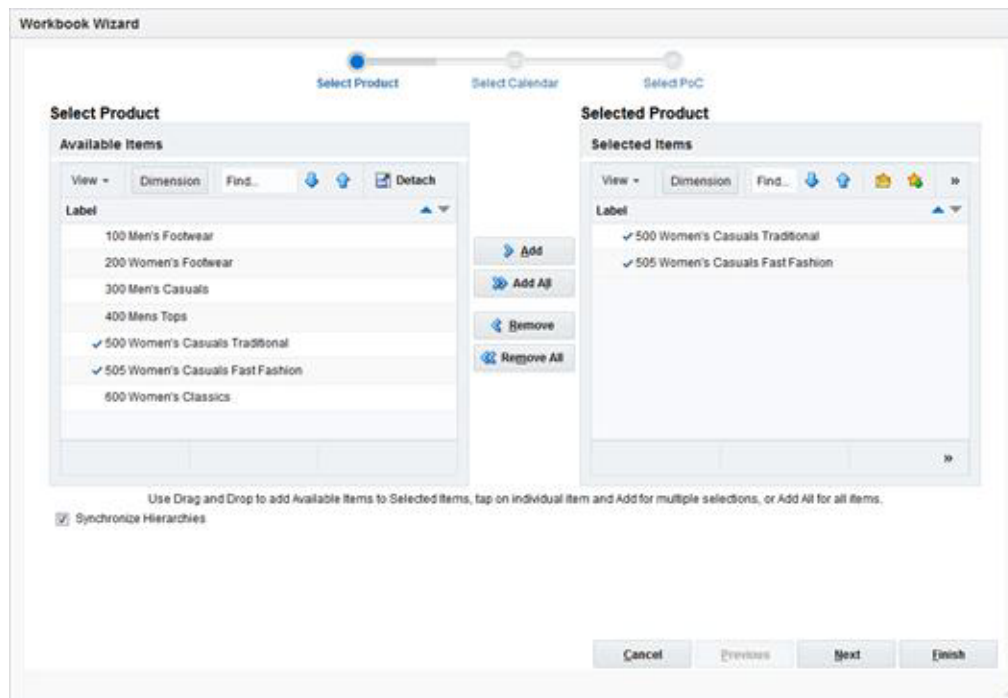 Workbook Wizard
Select Product
Select Calendar
Select PoC
Select Product
Selected Product
Available Items
Selected Items
View Dimension Find... Detach
View Dimension Find... »
Label
Label
100 Men's Footwear
200 Women's Footwear
300 Men's Casuals
400 Mens Tops
500 Women's Casuals Traditional
505 Women's Casuals Fast Fashion
600 Women's Classics
Add
Add All
Remove
Remove All
500 Women's Casuals Traditional
505 Women's Casuals Fast Fashion
»
Use Drag and Drop to add Available Items to Selected Items, tap on individual item and Add for multiple selections, or Add All for all items.
Synchronize Hierarchies
Cancel Previous Next Finish